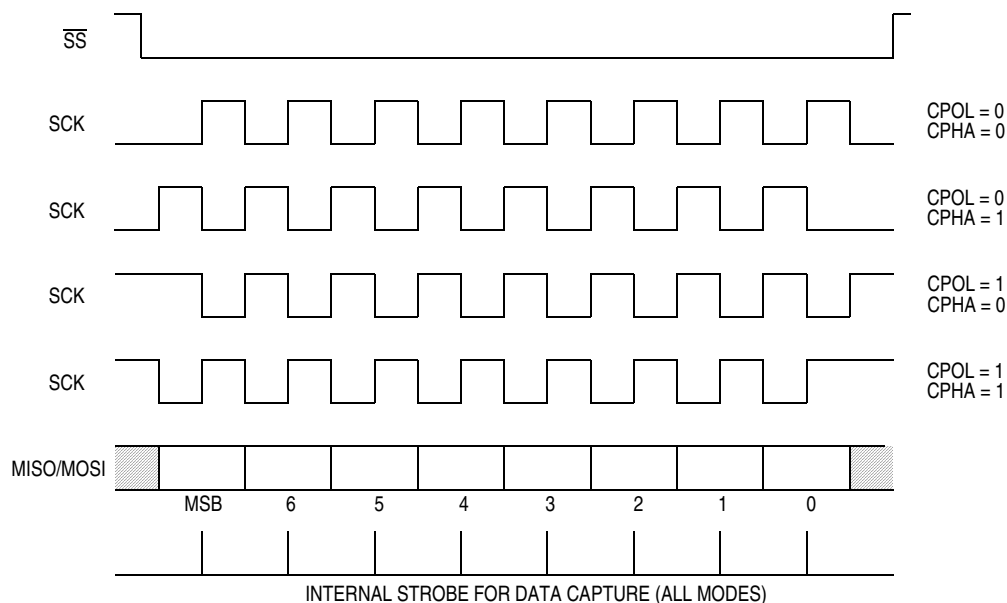 SS
SCK
CPOL = 0
CPHA = 0
SCK
CPOL = 0
CPHA = 1
SCK
CPOL = 1
CPHA = 0
SCK
CPOL = 1
CPHA = 1
MISO/MOSI
MSB 6 5 4 3 2 1 0
INTERNAL STROBE FOR DATA CAPTURE (ALL MODES)